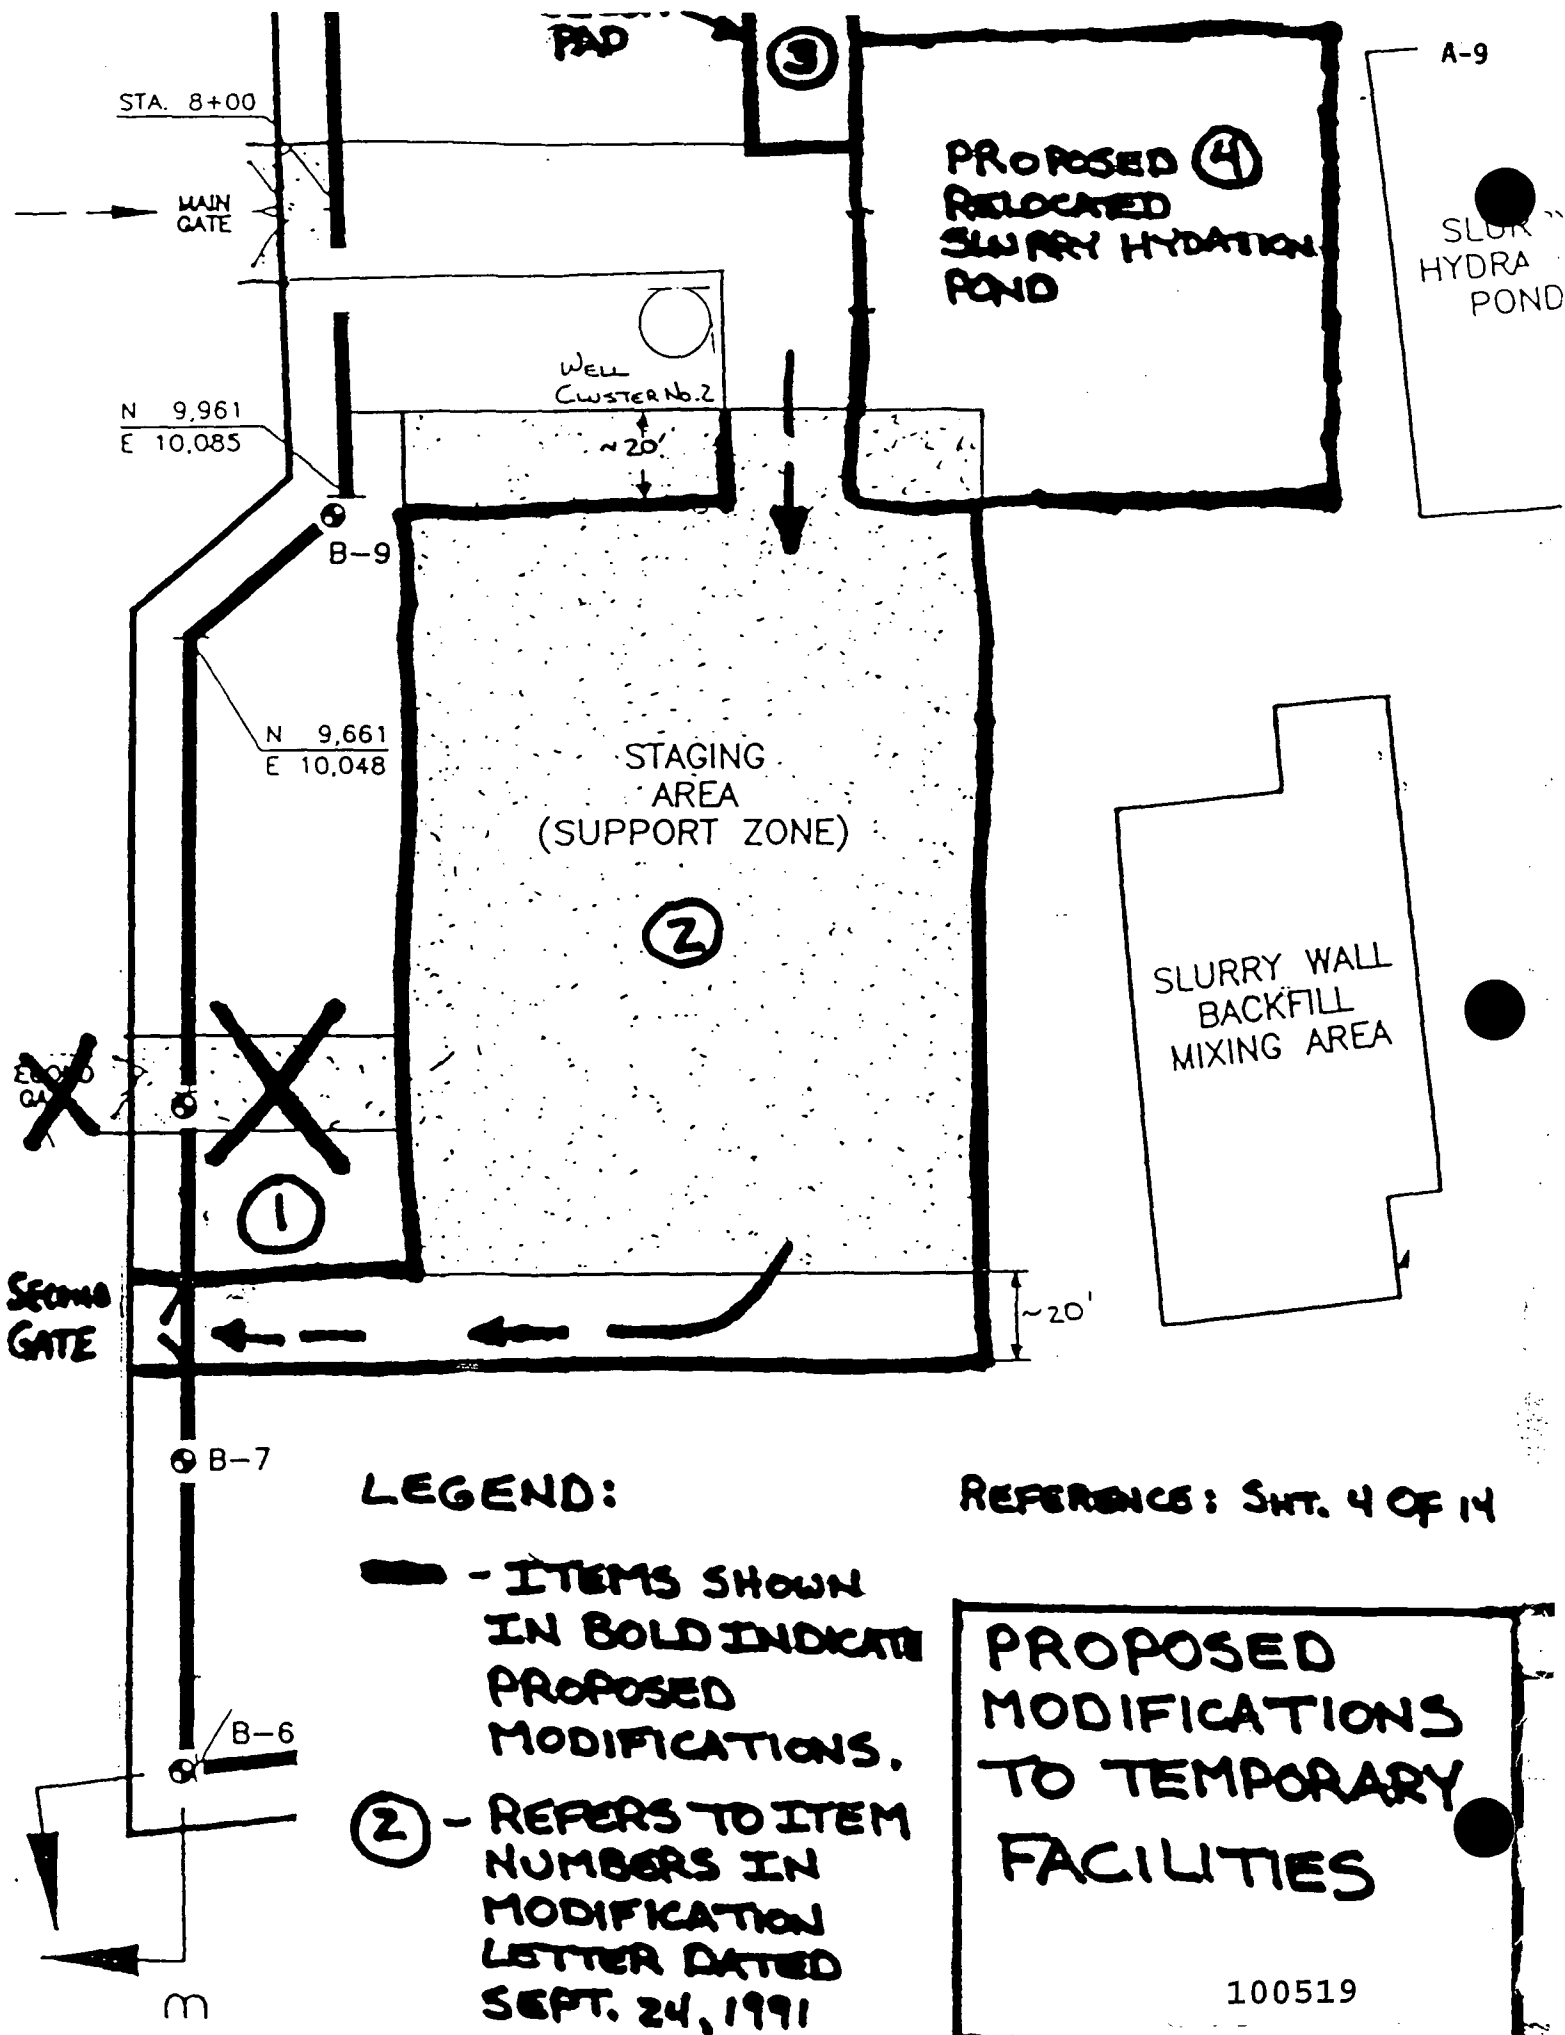 PAD
3
A-9
STA. 8+00
PROPOSED 4
RELOCATED
SLURRY HYDATION
POND
MAIN
GATE
SLUR
HYDRA
POND
WELL
CLUSTER No. 2
N 9,961
E 10,085
~20'
B-9
N 9,661
E 10,048
STAGING
AREA
(SUPPORT ZONE)
2
SLURRY WALL
BACKFILL
MIXING AREA
ECOND
GA
1
SECOND
GATE
~20'
B-7
LEGEND:
REFERENCE: SHT. 4 OF 14
- ITEMS SHOWN
IN BOLD INDICATE
PROPOSED
MODIFICATIONS.
B-6
2 - REFERS TO ITEM
NUMBERS IN
MODIFICATION
LETTER DATED
SEPT. 24, 1991
PROPOSED
MODIFICATIONS
TO TEMPORARY
FACILITIES
100519